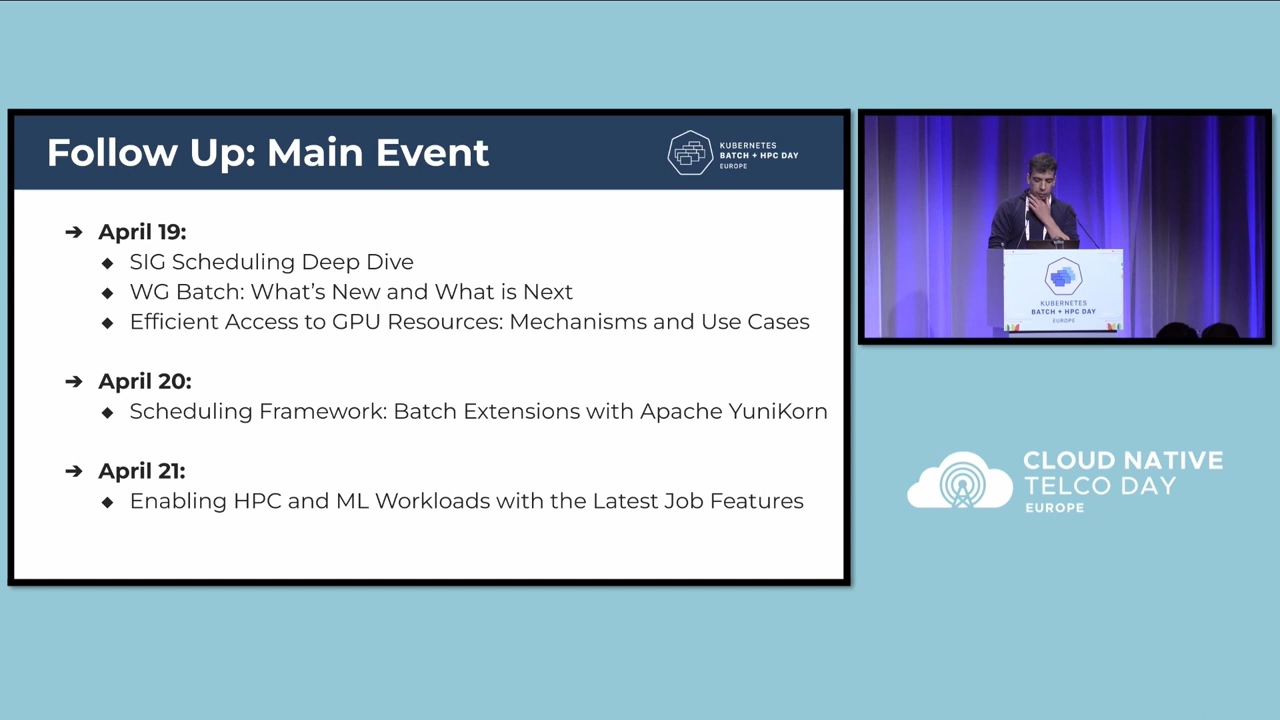 Follow Up: Main Event
KUBERNETES
BATCH + HPC DAY
EUROPE
➔ April 19:
◆ SIG Scheduling Deep Dive
◆ WG Batch: What’s New and What is Next
◆ Efficient Access to GPU Resources: Mechanisms and Use Cases
➔ April 20:
◆ Scheduling Framework: Batch Extensions with Apache YuniKorn
➔ April 21:
◆ Enabling HPC and ML Workloads with the Latest Job Features
KUBERNETES
BATCH + HPC DAY
EUROPE
CLOUD NATIVE
TELCO DAY
EUROPE